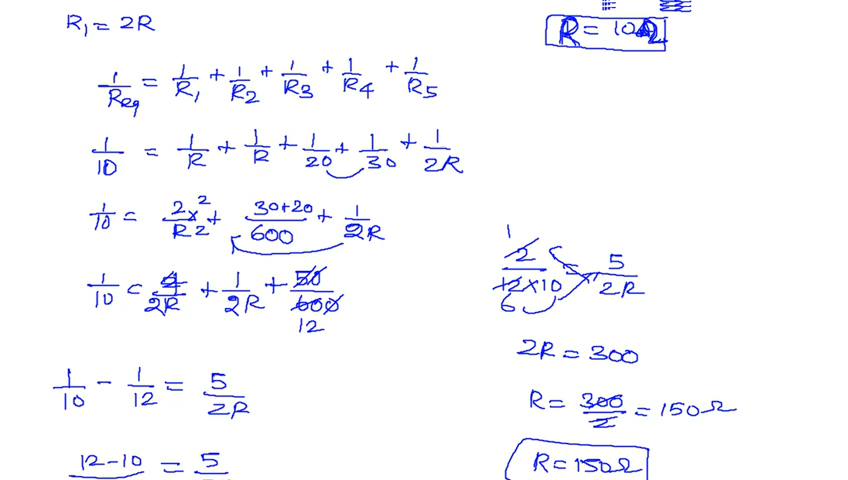 R₁ = 2R
1/Req = 1/R₁ + 1/R₂ + 1/R₃ + 1/R₄ + 1/R₅
1/10 = 1/R + 1/R + 1/20 + 1/30 + 1/2R
1/10 = 2×2/R2 + 30+20/600 + 1/2R
1/10 = 4/2R + 1/2R + 50/600
12
1/10 - 1/12 = 5/2R
12-10 = 5
R = 10Ω
1
2/12×10 = 5/2R
6
2R = 300
R = 300/2 = 150Ω
R = 150Ω